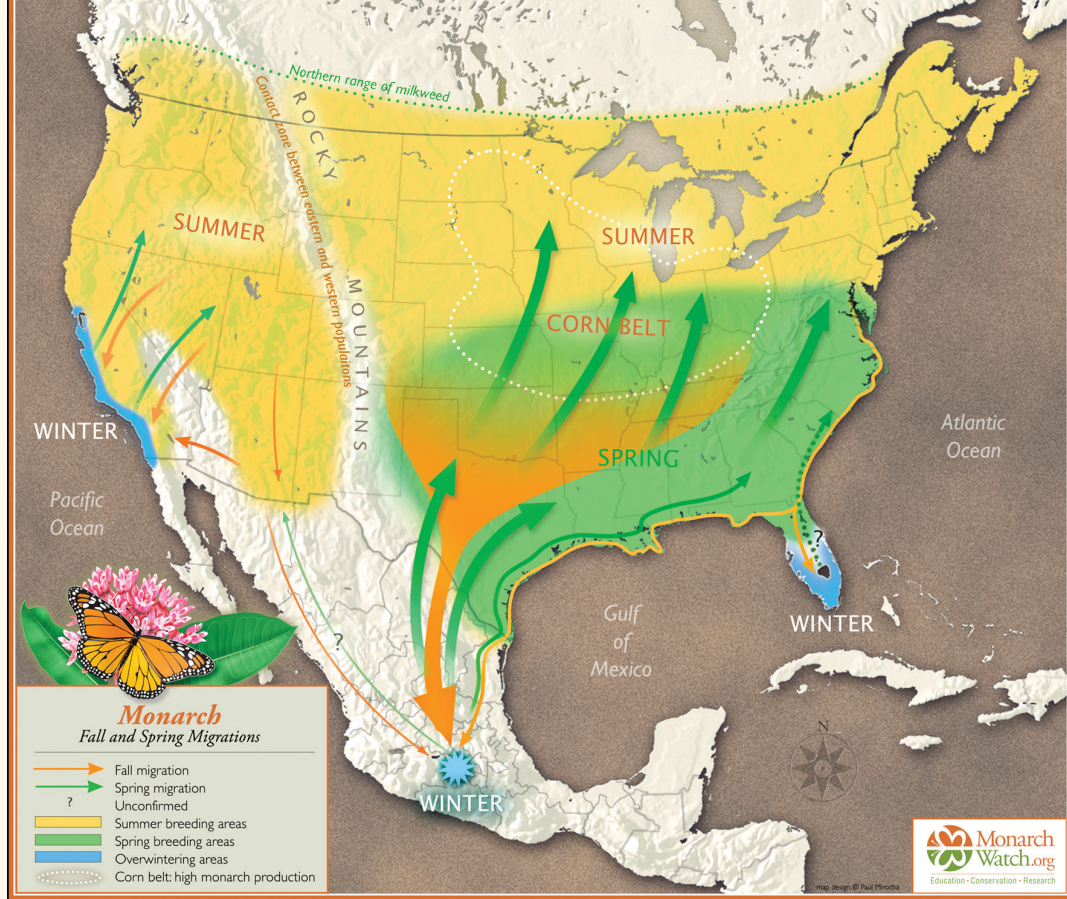 Northern range of milkweed
Contact zone between eastern and western populaitons
ROCKY
MOUNTAINS
SUMMER
SUMMER
CORN BELT
WINTER
SPRING
Atlantic
Ocean
Pacific
Ocean
?
?
WINTER
Gulf
of
Mexico
WINTER
N
Monarch
Fall and Spring Migrations
Fall migration
Spring migration
? Unconfirmed
Summer breeding areas
Spring breeding areas
Overwintering areas
Corn belt: high monarch production
map design © Paul Mirocha
Monarch
Watch.org
Education • Conservation • Research